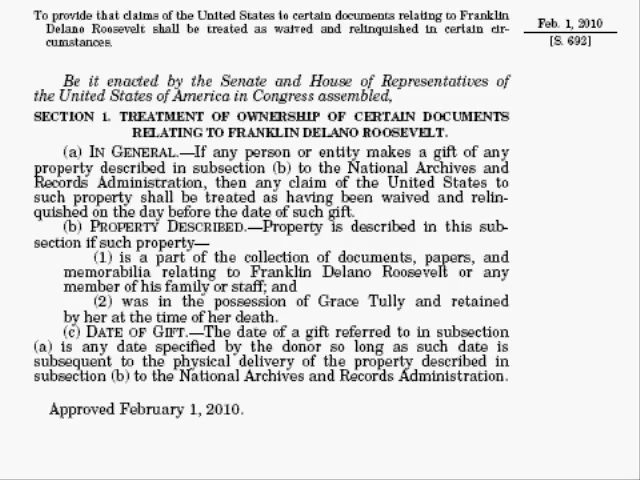 To provide that claims of the United States to certain documents relating to Franklin
Delano Roosevelt shall be treated as waived and relinquished in certain cir-
cumstances.
Feb. 1, 2010
[S. 692]
Be it enacted by the Senate and House of Representatives of
the United States of America in Congress assembled,
SECTION 1. TREATMENT OF OWNERSHIP OF CERTAIN DOCUMENTS
RELATING TO FRANKLIN DELANO ROOSEVELT.
(a) IN GENERAL.—If any person or entity makes a gift of any
property described in subsection (b) to the National Archives and
Records Administration, then any claim of the United States to
such property shall be treated as having been waived and relin-
quished on the day before the date of such gift.
(b) PROPERTY DESCRIBED.—Property is described in this sub-
section if such property—
(1) is a part of the collection of documents, papers, and
memorabilia relating to Franklin Delano Roosevelt or any
member of his family or staff; and
(2) was in the possession of Grace Tully and retained
by her at the time of her death.
(c) DATE OF GIFT.—The date of a gift referred to in subsection
(a) is any date specified by the donor so long as such date is
subsequent to the physical delivery of the property described in
subsection (b) to the National Archives and Records Administration.
Approved February 1, 2010.